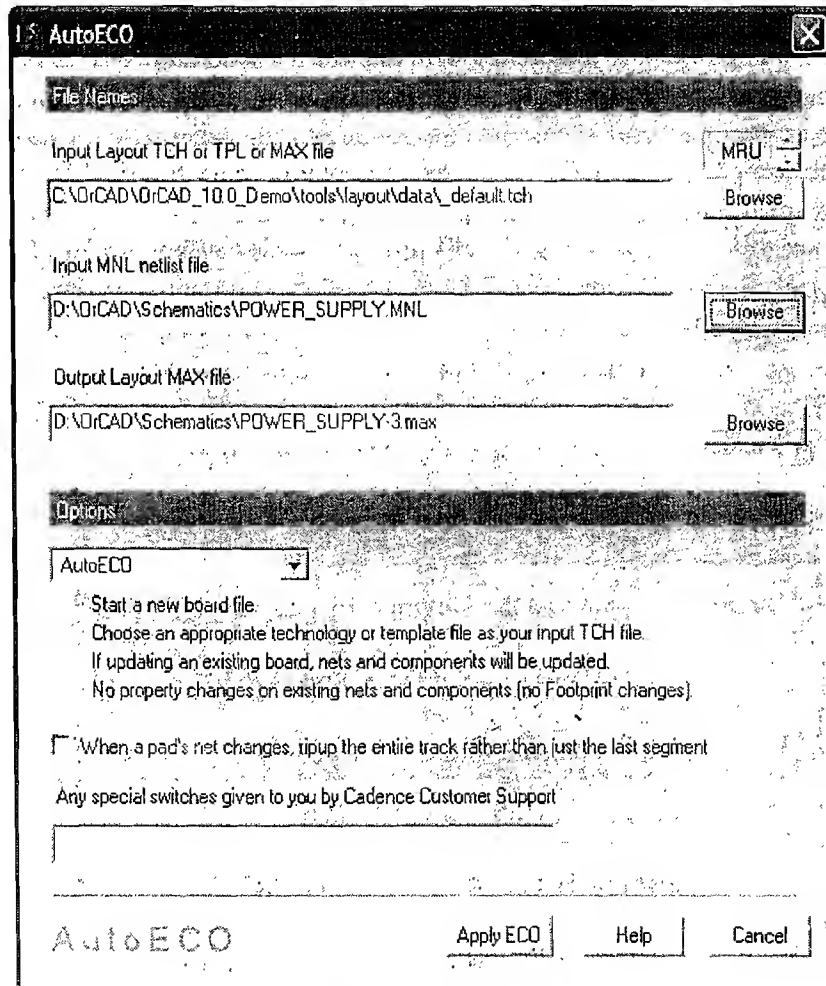 AutoECO
File Names
Input Layout TCH or TPL or MAX file
MRU
C:\OrCAD\OrCAD_10.0_Demo\tools\layout\data\_default.tch
Browse
Input MNL netlist file
D:\OrCAD\Schematics\POWER_SUPPLY.MNL
Browse
Output Layout MAX file
D:\OrCAD\Schematics\POWER_SUPPLY-3.max
Browse
Options
AutoECO
Start a new board file.
Choose an appropriate technology or template file as your input TCH file.
If updating an existing board, nets and components will be updated.
No property changes on existing nets and components (no Footprint changes)
When a pad's net changes, ripup the entire track rather than just the last segment
Any special switches given to you by Cadence Customer Support
AutoECO
Apply ECO
Help
Cancel